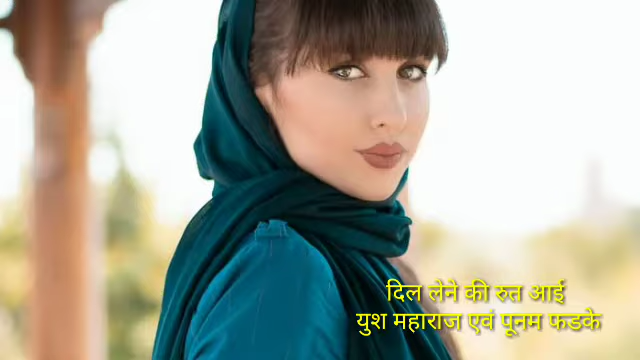 दिल लेने की रुत आई
युश महाराज एवं पूनम फडके